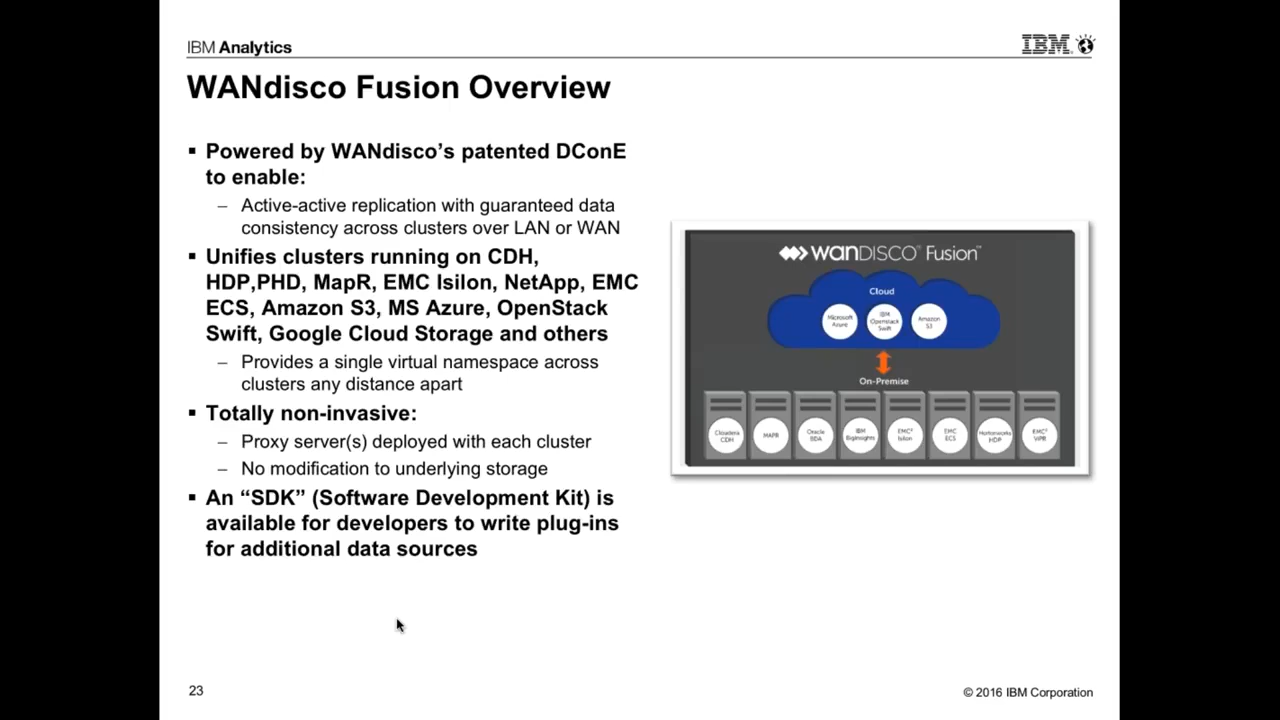 IBM Analytics
IBM
WANdisco Fusion Overview
▪ Powered by WANdisco’s patented DConE
to enable:
– Active-active replication with guaranteed data
consistency across clusters over LAN or WAN
▪ Unifies clusters running on CDH,
HDP,PHD, MapR, EMC Isilon, NetApp, EMC
ECS, Amazon S3, MS Azure, OpenStack
Swift, Google Cloud Storage and others
– Provides a single virtual namespace across
clusters any distance apart
▪ Totally non-invasive:
– Proxy server(s) deployed with each cluster
– No modification to underlying storage
▪ An “SDK” (Software Development Kit) is
available for developers to write plug-ins
for additional data sources
wanDISCO Fusion™
Cloud
Microsoft
Azure
IBM
Openstack
Swift
Amazon
S3
On-Premise
Cloudera
CDH
MAPR
Oracle
BDA
IBM
BigInsights
EMC²
Isilon
EMC
ECS
Hortonworks
HDP
EMC²
ViPR
23
© 2016 IBM Corporation